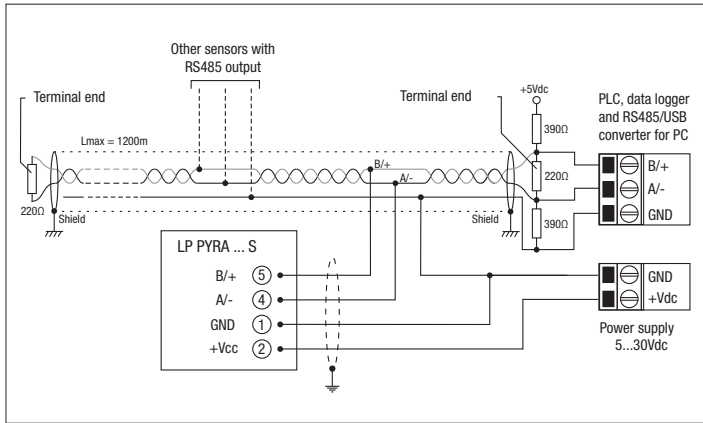 Other sensors with
RS485 output
Terminal end
Terminal end
+5Vdc
PLC, data logger
and RS485/USB
converter for PC
Lmax = 1200m
390Ω
B/+
B/+
220Ω
A/-
A/-
220Ω
GND
Shield
Shield
390Ω
LP PYRA ... S
B/+ 5
A/- 4
GND 1
+Vcc 2
GND
+Vdc
Power supply
5...30Vdc